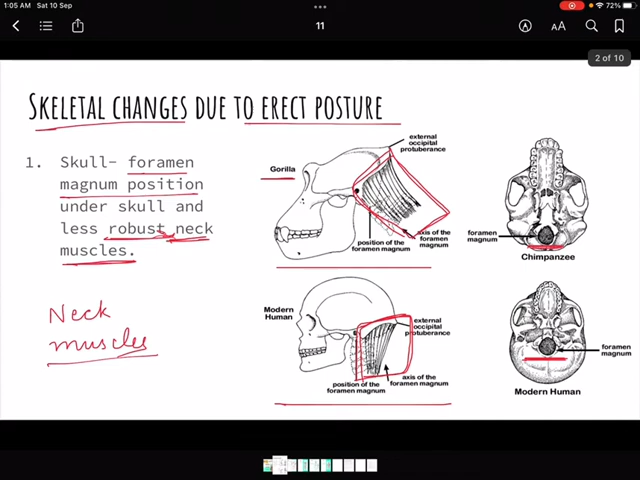 1:05 AM Sat 10 Sep
72%
11
AA
2 of 10
SKELETAL CHANGES DUE TO ERECT POSTURE
1. Skull- foramen
magnum position
under skull and
less robust neck
muscles.
Neck
muscles
Gorilla
external
occipital
protuberance
position of the
foramen magnum
axis of the
foramen
magnum
Modern
Human
external
occipital
protuberance
position of the
foramen magnum
axis of the
foramen magnum
foramen
magnum
Chimpanzee
foramen
magnum
Modern Human